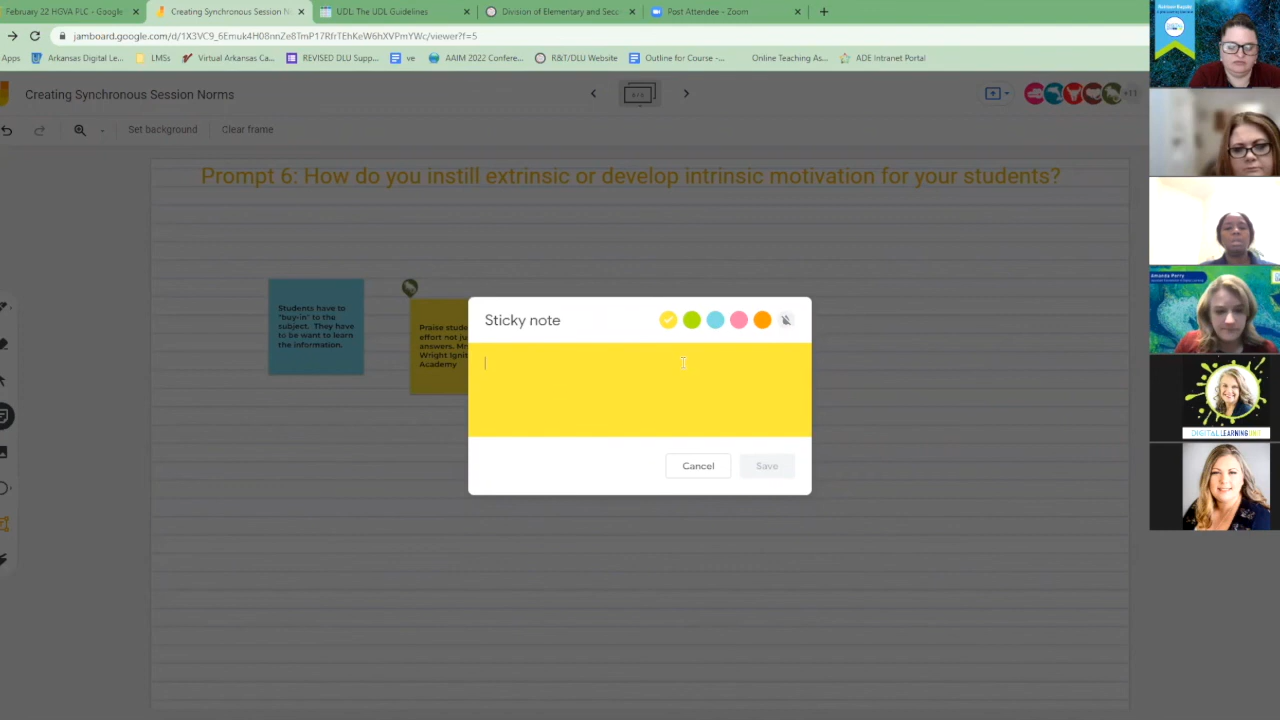 February 22 HGVA PLC - Google
Creating Synchronous Session No
UDL: The UDL Guidelines
Division of Elementary and Seco
Post Attendee - Zoom
jamboard.google.com/d/1X3VC9_6Emuk4H08nnZe8TmP17RfrTEhKeW6hXVPmYWc/viewer?f=5
Apps
Arkansas Digital Le...
LMSs
Virtual Arkansas Ca...
REVISED DLU Supp...
ve
AAIM 2022 Confere...
R&T/DLU Website
Outline for Course -...
Online Teaching As...
ADE Intranet Portal
Creating Synchronous Session Norms
+11
Set background
Clear frame
Prompt 6: How do you instill extrinsic or develop intrinsic motivation for your students?
Students have to
"buy-in" to the
subject. They have
to be want to learn
the information.
Praise stude
effort not jus
answers. Mr
Wright Ignit
Academy
Sticky note
Cancel
Save
Amanda Perry
DIGITAL LEARNING UNIT